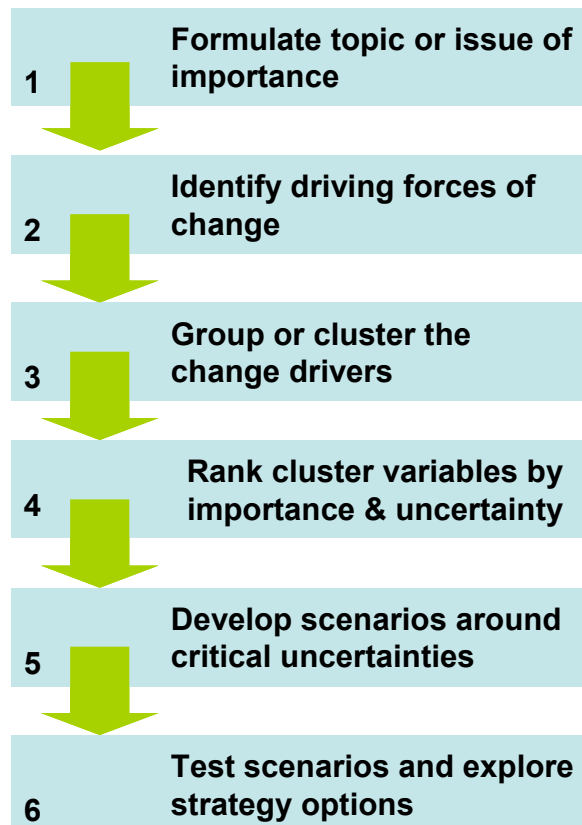 Formulate topic or issue of
1 importance
Identify driving forces of
2 change
Group or cluster the
3 change drivers
Rank cluster variables by
4 importance & uncertainty
Develop scenarios around
5 critical uncertainties
Test scenarios and explore
6 strategy options